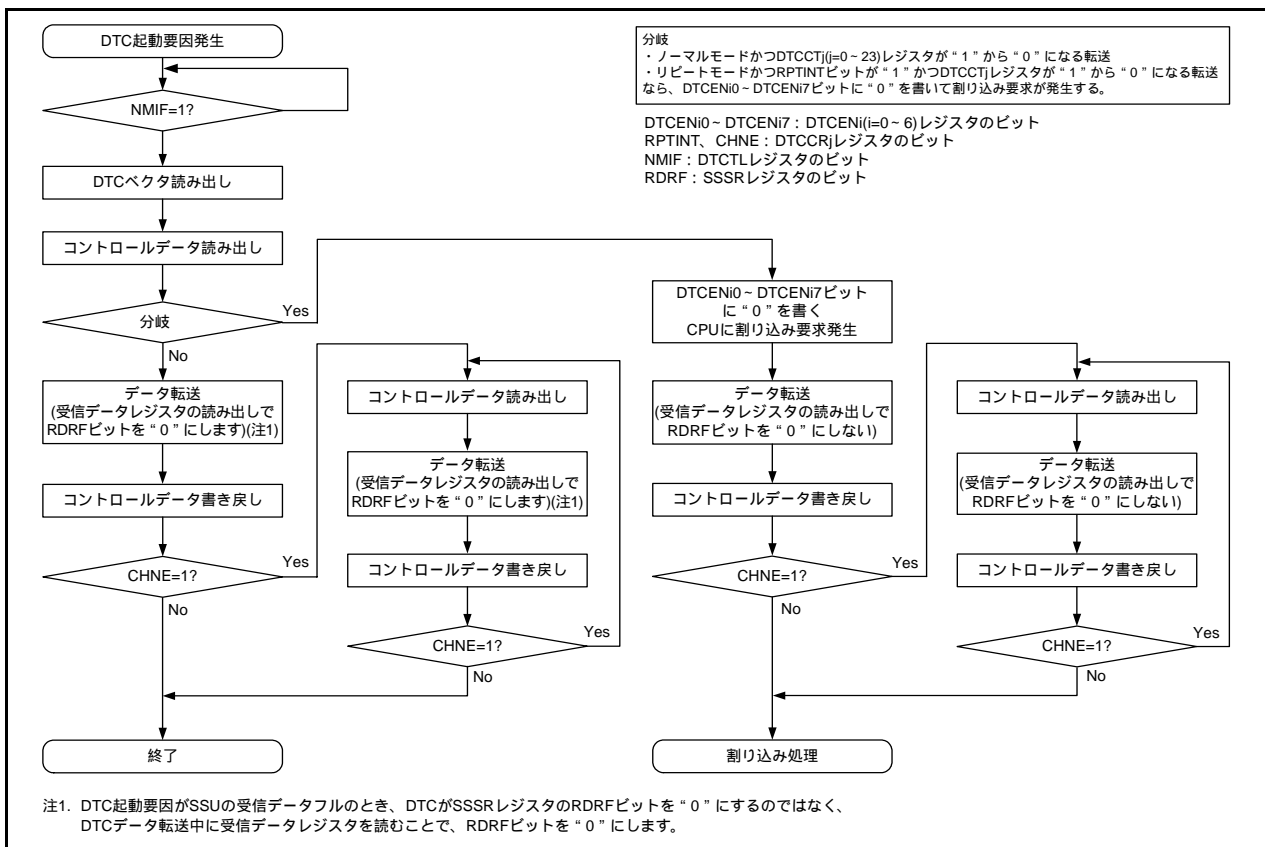 DTC起動要因発生
NMIF=1?
DTCベクタ読み出し
コントロールデータ読み出し
分岐
Yes
No
データ転送
(受信データレジスタの読み出しで
RDRFビットを“0”にします)(注1)
コントロールデータ書き戻し
CHNE=1?
Yes
No
終了
コントロールデータ読み出し
データ転送
(受信データレジスタの読み出しで
RDRFビットを“0”にします)(注1)
コントロールデータ書き戻し
CHNE=1?
Yes
No
分岐
・ノーマルモードかつDTCCTj(j=0~23)レジスタが“1”から“0”になる転送
・リピートモードかつRPTINTビットが“1”かつDTCCTjレジスタが“1”から“0”になる転送
なら、DTCENi0~DTCENi7ビットに“0”を書いて割り込み要求が発生する。
DTCENi0~DTCENi7:DTCENi(i=0~6)レジスタのビット
RPTINT、CHNE:DTCCRjレジスタのビット
NMIF:DTCTLレジスタのビット
RDRF:SSSRレジスタのビット
DTCENi0~DTCENi7ビット
に“0”を書く
CPUに割り込み要求発生
データ転送
(受信データレジスタの読み出しで
RDRFビットを“0”にしない)
コントロールデータ書き戻し
CHNE=1?
Yes
No
割り込み処理
コントロールデータ読み出し
データ転送
(受信データレジスタの読み出しで
RDRFビットを“0”にしない)
コントロールデータ書き戻し
CHNE=1?
Yes
No
注1. DTC起動要因がSSUの受信データフルのとき、DTCがSSSRレジスタのRDRFビットを“0”にするのではなく、
DTCデータ転送中に受信データレジスタを読むことで、RDRFビットを“0”にします。